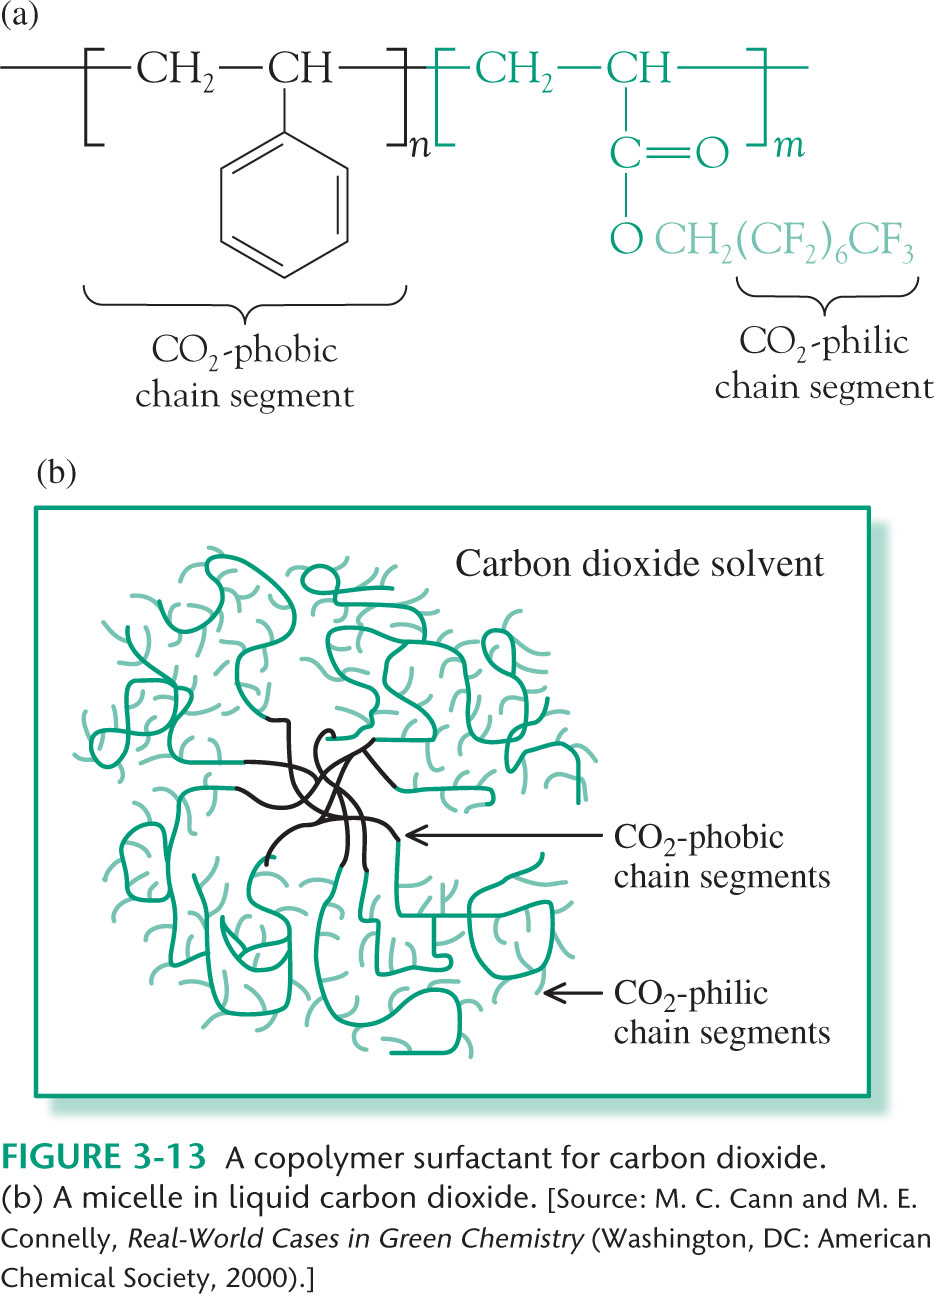 (a)
CH₂ CH n CH₂ CH m
C=O
O CH₂(CF₂)₆CF₃
CO₂-phobic
chain segment
CO₂-philic
chain segment
(b)
Carbon dioxide solvent
CO₂-phobic
chain segments
CO₂-philic
chain segments
FIGURE 3-13 A copolymer surfactant for carbon dioxide.
(b) A micelle in liquid carbon dioxide. [Source: M. C. Cann and M. E.
Connelly, Real-World Cases in Green Chemistry (Washington, DC: American
Chemical Society, 2000).]